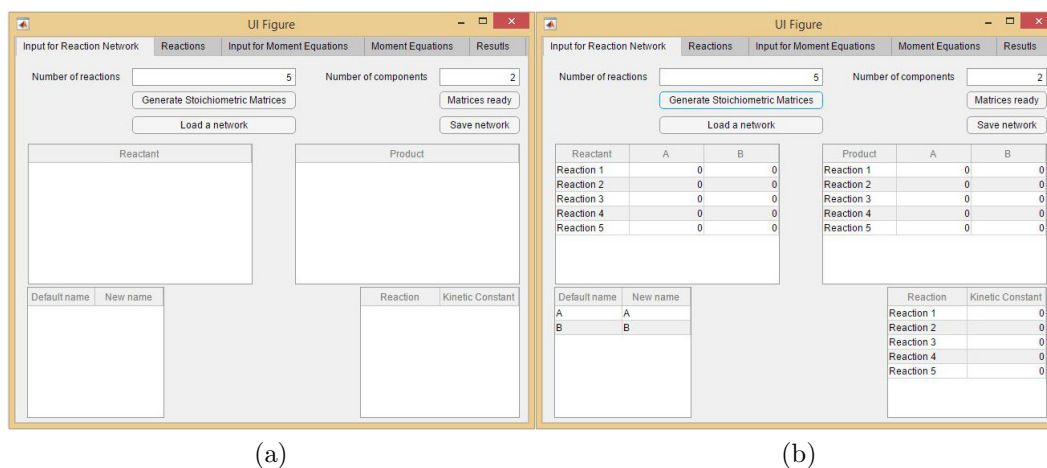 UI Figure
Input for Reaction Network Reactions Input for Moment Equations Moment Equations Resutls
Number of reactions 5 Number of components 2
Generate Stoichiometric Matrices Matrices ready
Load a network Save network
Reactant Product
Default name New name Reaction Kinetic Constant
(a)
UI Figure
Input for Reaction Network Reactions Input for Moment Equations Moment Equations Resutls
Number of reactions 5 Number of components 2
Generate Stoichiometric Matrices Matrices ready
Load a network Save network
Reactant A B Product A B
Reaction 1 0 0 Reaction 1 0 0
Reaction 2 0 0 Reaction 2 0 0
Reaction 3 0 0 Reaction 3 0 0
Reaction 4 0 0 Reaction 4 0 0
Reaction 5 0 0 Reaction 5 0 0
Default name New name Reaction Kinetic Constant
A A Reaction 1 0
B B Reaction 2 0
Reaction 3 0
Reaction 4 0
Reaction 5 0
(b)